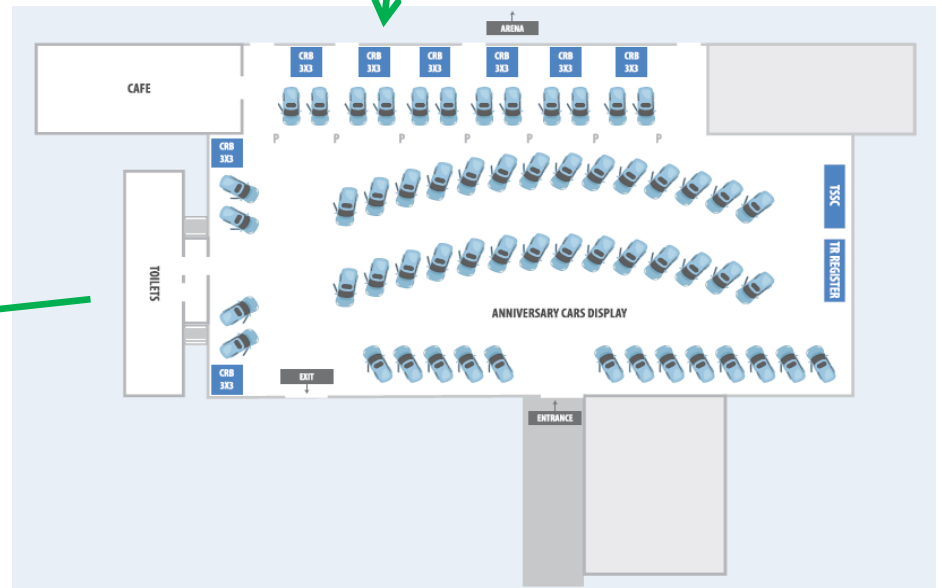 ARENA
CRB
3X3
CRB
3X3
CRB
3X3
CRB
3X3
CRB
3X3
CRB
3X3
CAFE
P P P P P P P
CRB
3X3
TSSC
TOILETS
TR REGISTER
ANNIVERSARY CARS DISPLAY
CRB
3X3
EXIT
ENTRANCE